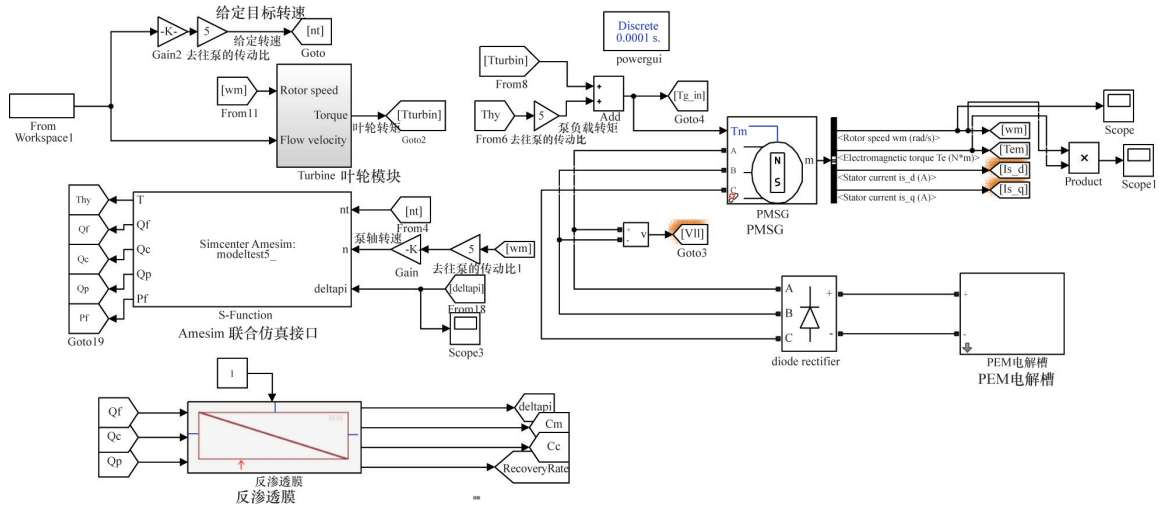 给定目标转速
-K-
5
[nt]
Gain2
去往泵的传动比
给定转速
Goto
From
Workspace1
[wm]
From11
Rotor speed
Torque
Flow velocity
叶轮转矩
[Tturbin]
Goto2
Turbine 叶轮模块
Discrete
0.0001 s.
powergui
[Tturbin]
From8
Thy
From6
5
去往泵的传动比
泵负载转矩
Add
[Tg_in]
Goto4
Tm
A
B
C
N
S
m
PMSG
PMSG
<Rotor speed wm (rad/s)>
<Electromagnetic torque Te (N*m)>
<Stator current is_d (A)>
<Stator current is_q (A)>
[wm]
[Tem]
[Is_d]
[Is_q]
Scope
Product
Scope1
Thy
Qf
Qc
Qp
Pf
Goto19
T
Qf
Qc
Qp
Pf
Simcenter Amesim:
modeltest5_
nt
n
deltapi
S-Function
Amesim 联合仿真接口
[nt]
From4
泵轴转速
-K
Gain
5
去往泵的传动比1
[wm]
[deltapi]
From18
Scope3
+
-
v
[Vll]
Goto3
A
B
C
+
-
diode rectifier
+
-
PEM电解槽
PEM电解槽
1
Qf
Qc
Qp
deltapi
Cm
Cc
RecoveryRate
反渗透膜
反渗透膜